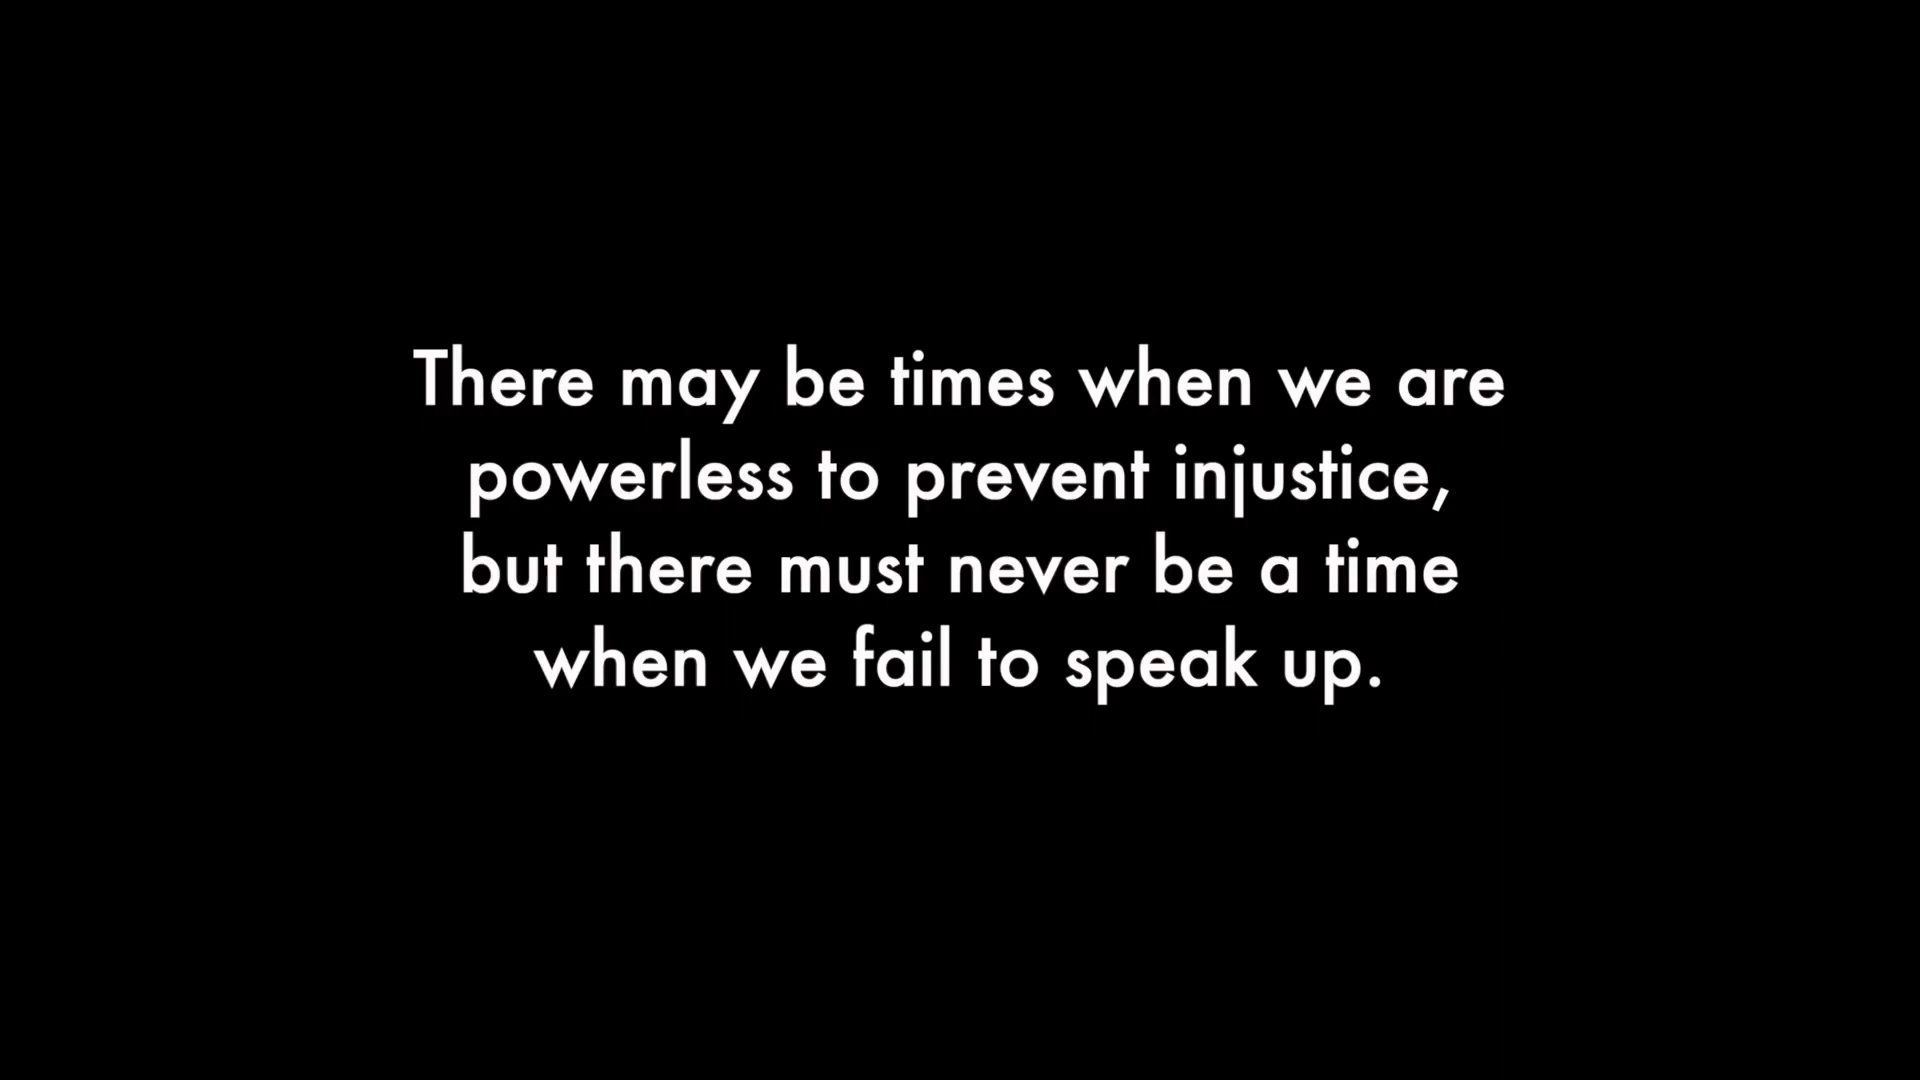 There may be times when we are
powerless to prevent injustice,
but there must never be a time
when we fail to speak up.